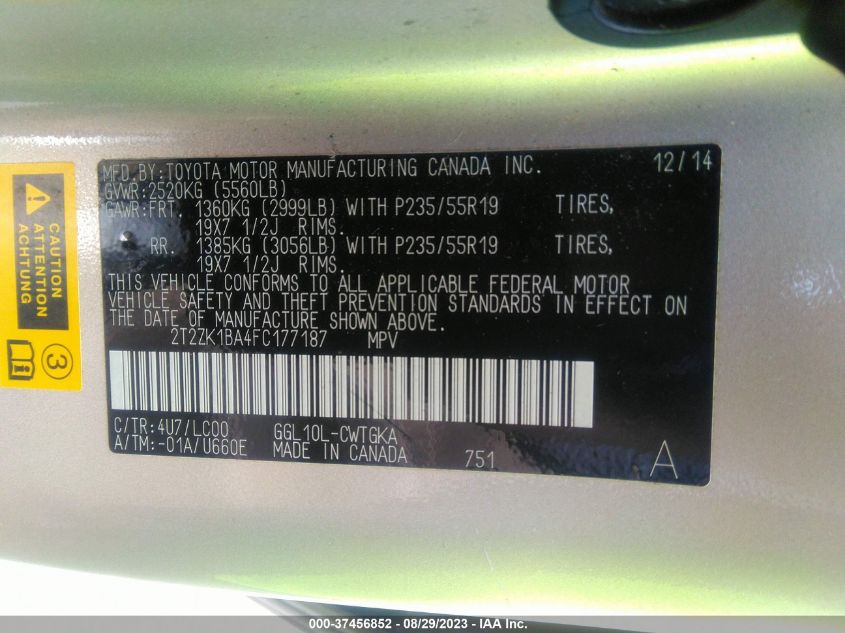 MFD.BY:TOYOTA MOTOR MANUFACTURING CANADA INC. 12/14
GVWR:2520KG (5560LB)
GAWR:FRT. 1360KG (2999LB) WITH P235/55R19 TIRES,
19X7 1/2J RIMS.
RR. 1385KG (3056LB) WITH P235/55R19 TIRES,
19X7 1/2J RIMS.
THIS VEHICLE CONFORMS TO ALL APPLICABLE FEDERAL MOTOR
VEHICLE SAFETY AND THEFT PREVENTION STANDARDS IN EFFECT ON
THE DATE OF MANUFACTURE SHOWN ABOVE.
2T2ZK1BA4FC177187 MPV
C/TR:4U7/LC00 GGL10L-CWTGKA
A/TM:-01A/U660E MADE IN CANADA 751 A
CAUTION
ATTENTION
ACHTUNG
3
000-37456852 - 08/29/2023 - IAA Inc.